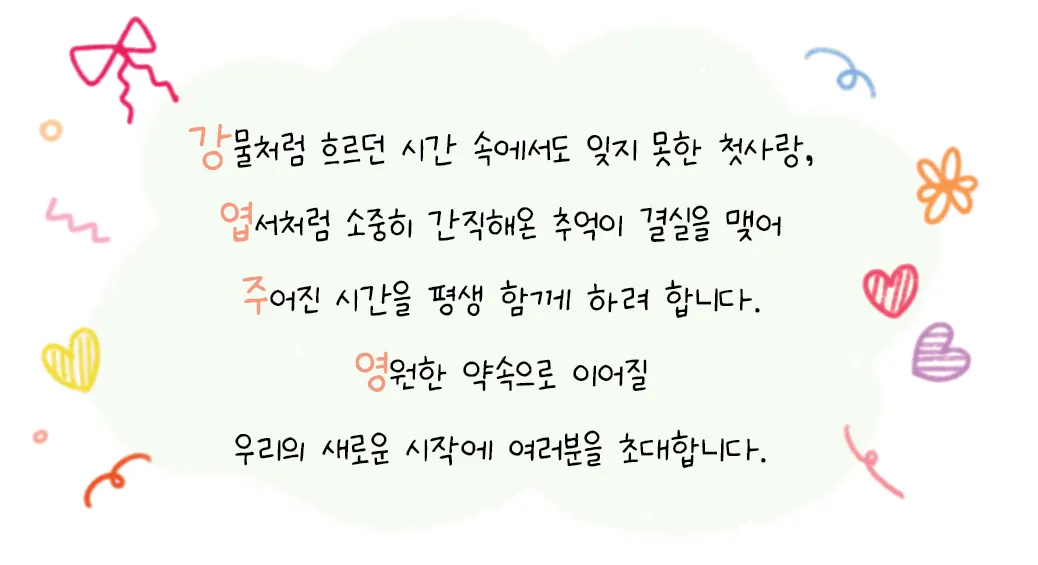 강물처럼 흐르던 시간 속에서도 잊지 못한 첫사랑,
엽서처럼 소중히 간직해온 추억이 결실을 맺어
주어진 시간을 평생 함께 하려 합니다.
영원한 약속으로 이어질
우리의 새로운 시작에 여러분을 초대합니다.